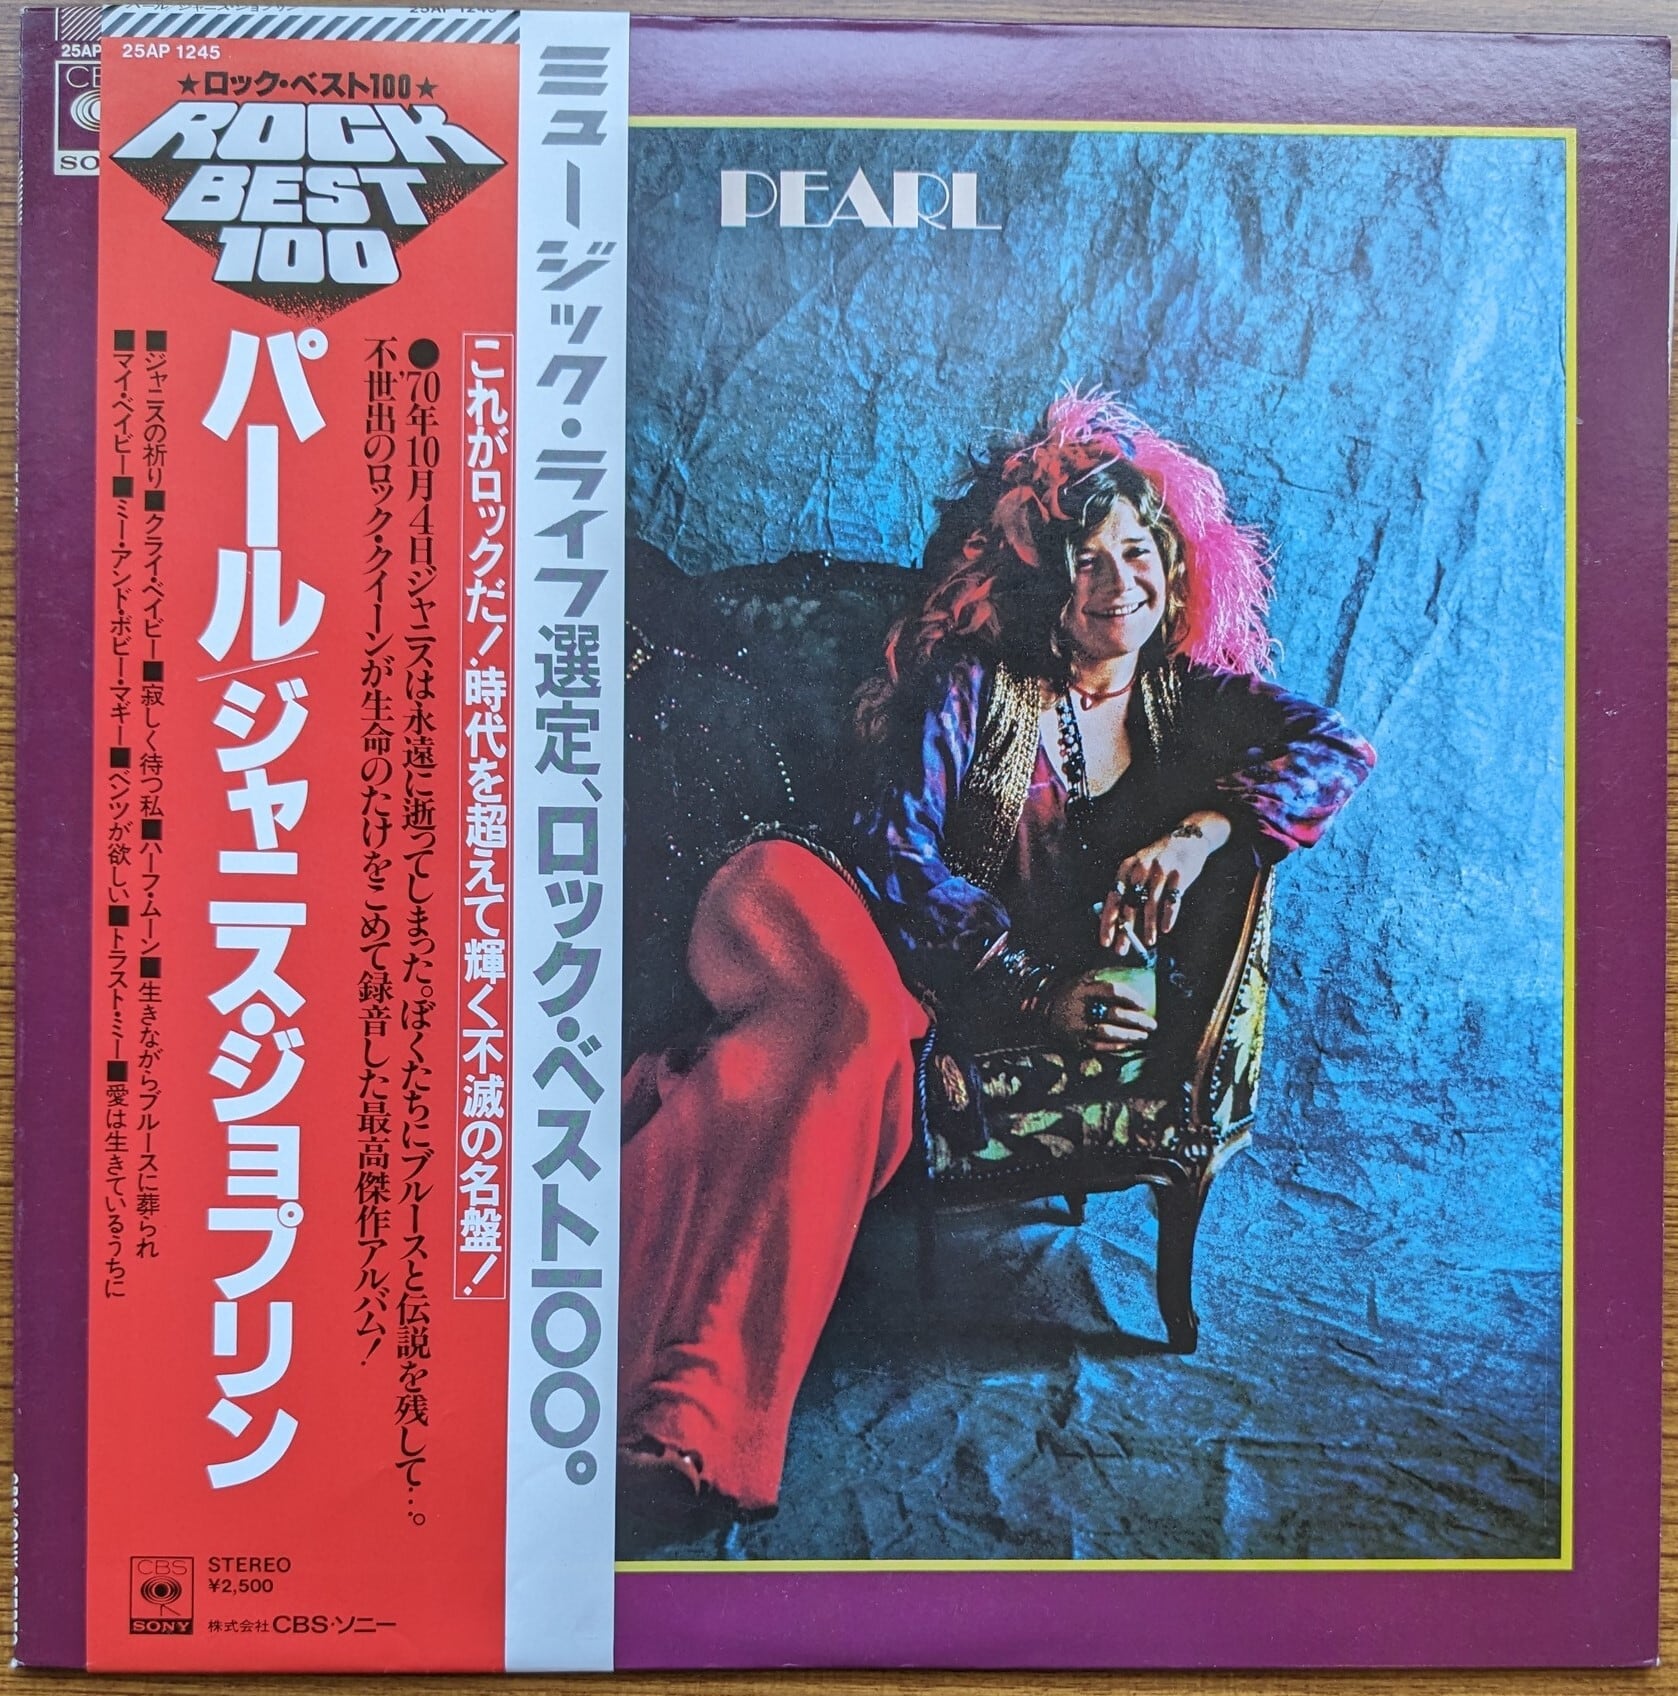 25AP 1245
25AP
25AP 1245
★ロック・ベスト100★
ROCK
BEST
100
ミュージック・ライフ選定、ロック・ベスト一〇〇。
これがロックだ!時代を超えて輝く不滅の名盤!
●'70年10月4日ジャニスは永遠に逝ってしまった。ぼくたちにブルースと伝説を残して…。
不世出のロック・クイーンが生命のたけをこめて録音した最高傑作アルバム!
パール/ジャニス・ジョプリン
■ジャニスの祈り■クライ・ベイビー■寂しく待つ私■ハーフ・ムーン■生きながらブルースに葬られ
■マイ・ベイビー■ミー・アンド・ボビー・マギー■ベンツが欲しい■トラスト・ミー■愛は生きているうちに
CBS
SONY
STEREO
¥2,500
株式会社CBS・ソニー
PEARL